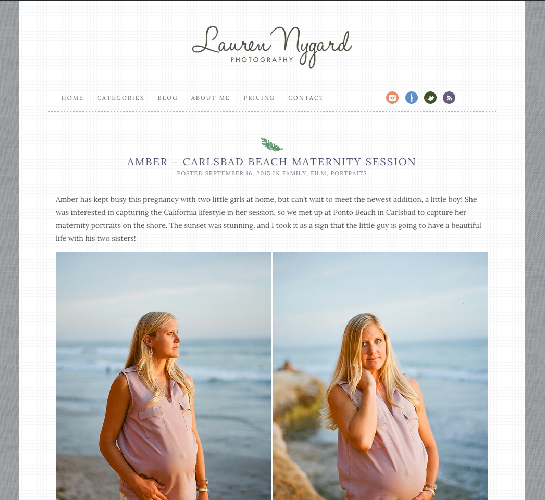 Lauren Nygard
PHOTOGRAPHY
HOME CATEGORIES BLOG ABOUT ME PRICING CONTACT
AMBER – CARLSBAD BEACH MATERNITY SESSION
POSTED SEPTEMBER 16, 2015 IN FAMILY, FILM, PORTRAITS
Amber has kept busy this pregnancy with two little girls at home, but can't wait to meet the newest addition, a little boy! She
was interested in capturing the California lifestyle in her session, so we met up at Ponto Beach in Carlsbad to capture her
maternity portraits on the shore. The sunset was stunning, and I took it as a sign that the little guy is going to have a beautiful
life with his two sisters!!